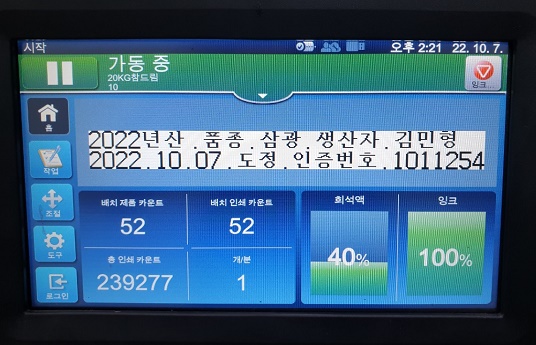 시작
오후 2:21 22. 10. 7.
가동 중
20KG참드림
10
잉크...
홈
2022년산.품종.삼광.생산자.김민형
2022.10.07.도정.인증번호.1011254
작업
조절
도구
로그인
배치 제품 카운트
52
배치 인쇄 카운트
52
총 인쇄 카운트
239277
개/분
1
희석액
40%
잉크
100%